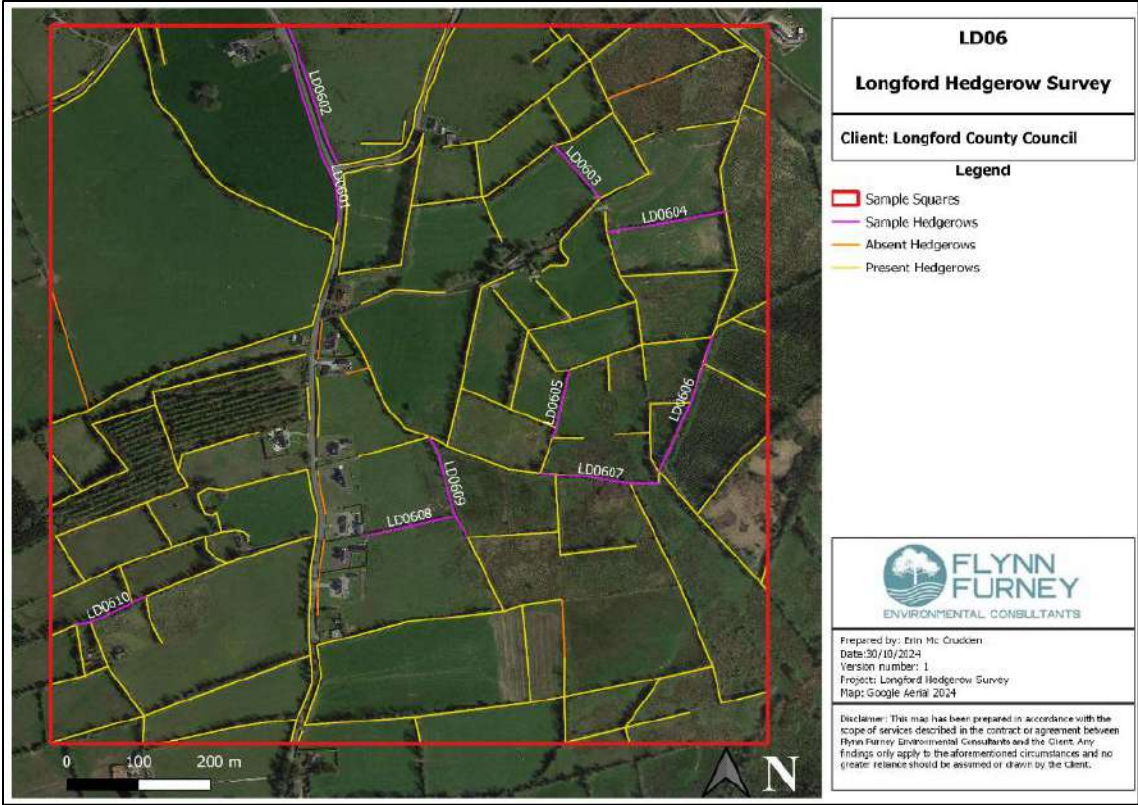 LD06
Longford Hedgerow Survey
Client: Longford County Council
Legend
Sample Squares
Sample Hedgerows
Absent Hedgerows
Present Hedgerows
LD0602
LD0601
LD0603
LD0604
LD0605
LD0606
LD0607
LD0609
LD0608
LD0610
0 100 200 m
N
FLYNN
FURNEY
ENVIRONMENTAL CONSULTANTS
Prepared by: Erin Mc Crudden
Date:30/10/2024
Version number: 1
Project: Longford Hedgerow Survey
Map: Google Aerial 2024
Disclaimer: This map has been prepared in accordance with the
scope of services described in the contract or agreement between
Flynn Furney Environmental Consultants and the Client. Any
findings only apply to the aforementioned circumstances and no
greater reliance should be assumed or drawn by the Client.